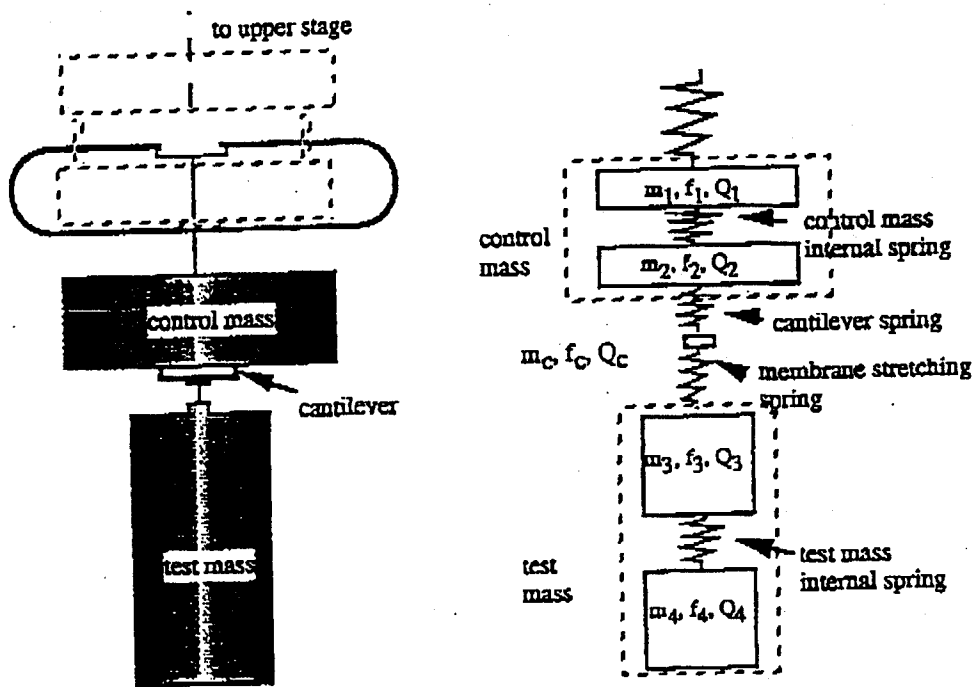 to upper stage
control mass
cantilever
test mass
m1, f1, Q1
control mass
internal spring
control
mass
m2, f2, Q2
cantilever spring
mc, fc, Qc
membrane stretching
spring
m3, f3, Q3
test mass
internal spring
test
mass
m4, f4, Q4